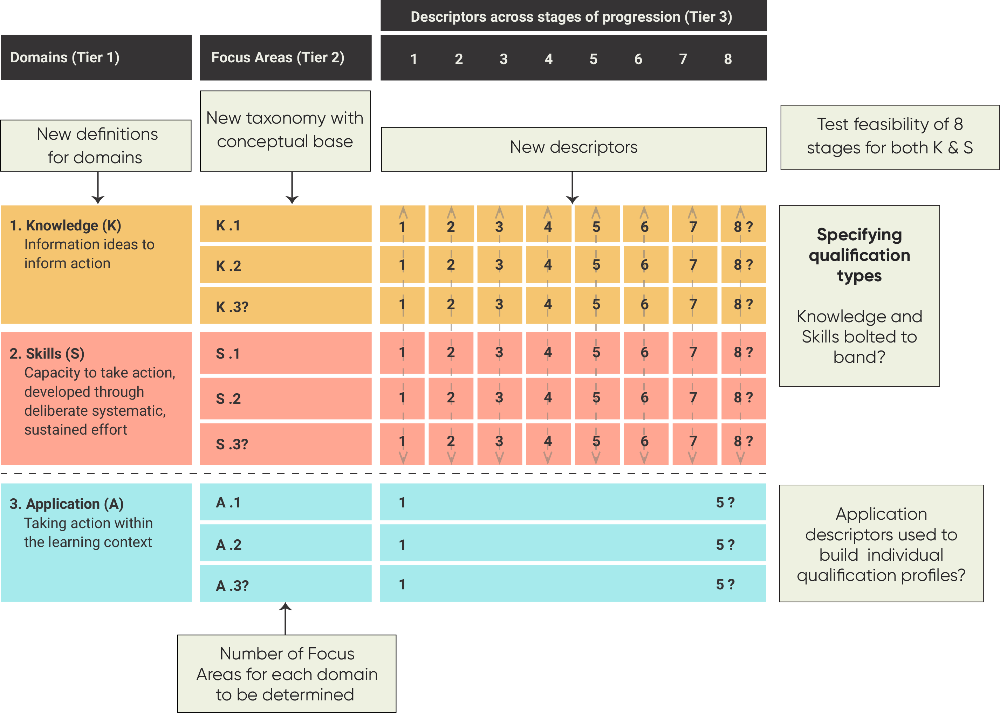 Descriptors across stages of progression (Tier 3)
Domains (Tier 1)
Focus Areas (Tier 2)
1 2 3 4 5 6 7 8
New definitions
for domains
New taxonomy with
conceptual base
New descriptors
Test feasibility of 8
stages for both K & S
1. Knowledge (K)
Information ideas to
inform action
K .1
1 2 3 4 5 6 7 8 ?
K .2
1 2 3 4 5 6 7 8 ?
K .3?
1 2 3 4 5 6 7 8 ?
Specifying
qualification
types
Knowledge and
Skills bolted to
band?
2. Skills (S)
Capacity to take action,
developed through
deliberate systematic,
sustained effort
S .1
1 2 3 4 5 6 7 8 ?
S .2
1 2 3 4 5 6 7 8 ?
S .3?
1 2 3 4 5 6 7 8 ?
3. Application (A)
Taking action within
the learning context
A .1
1 5 ?
A .2
1 5 ?
A .3?
1 5 ?
Application
descriptors used to
build individual
qualification profiles?
Number of Focus
Areas for each domain
to be determined